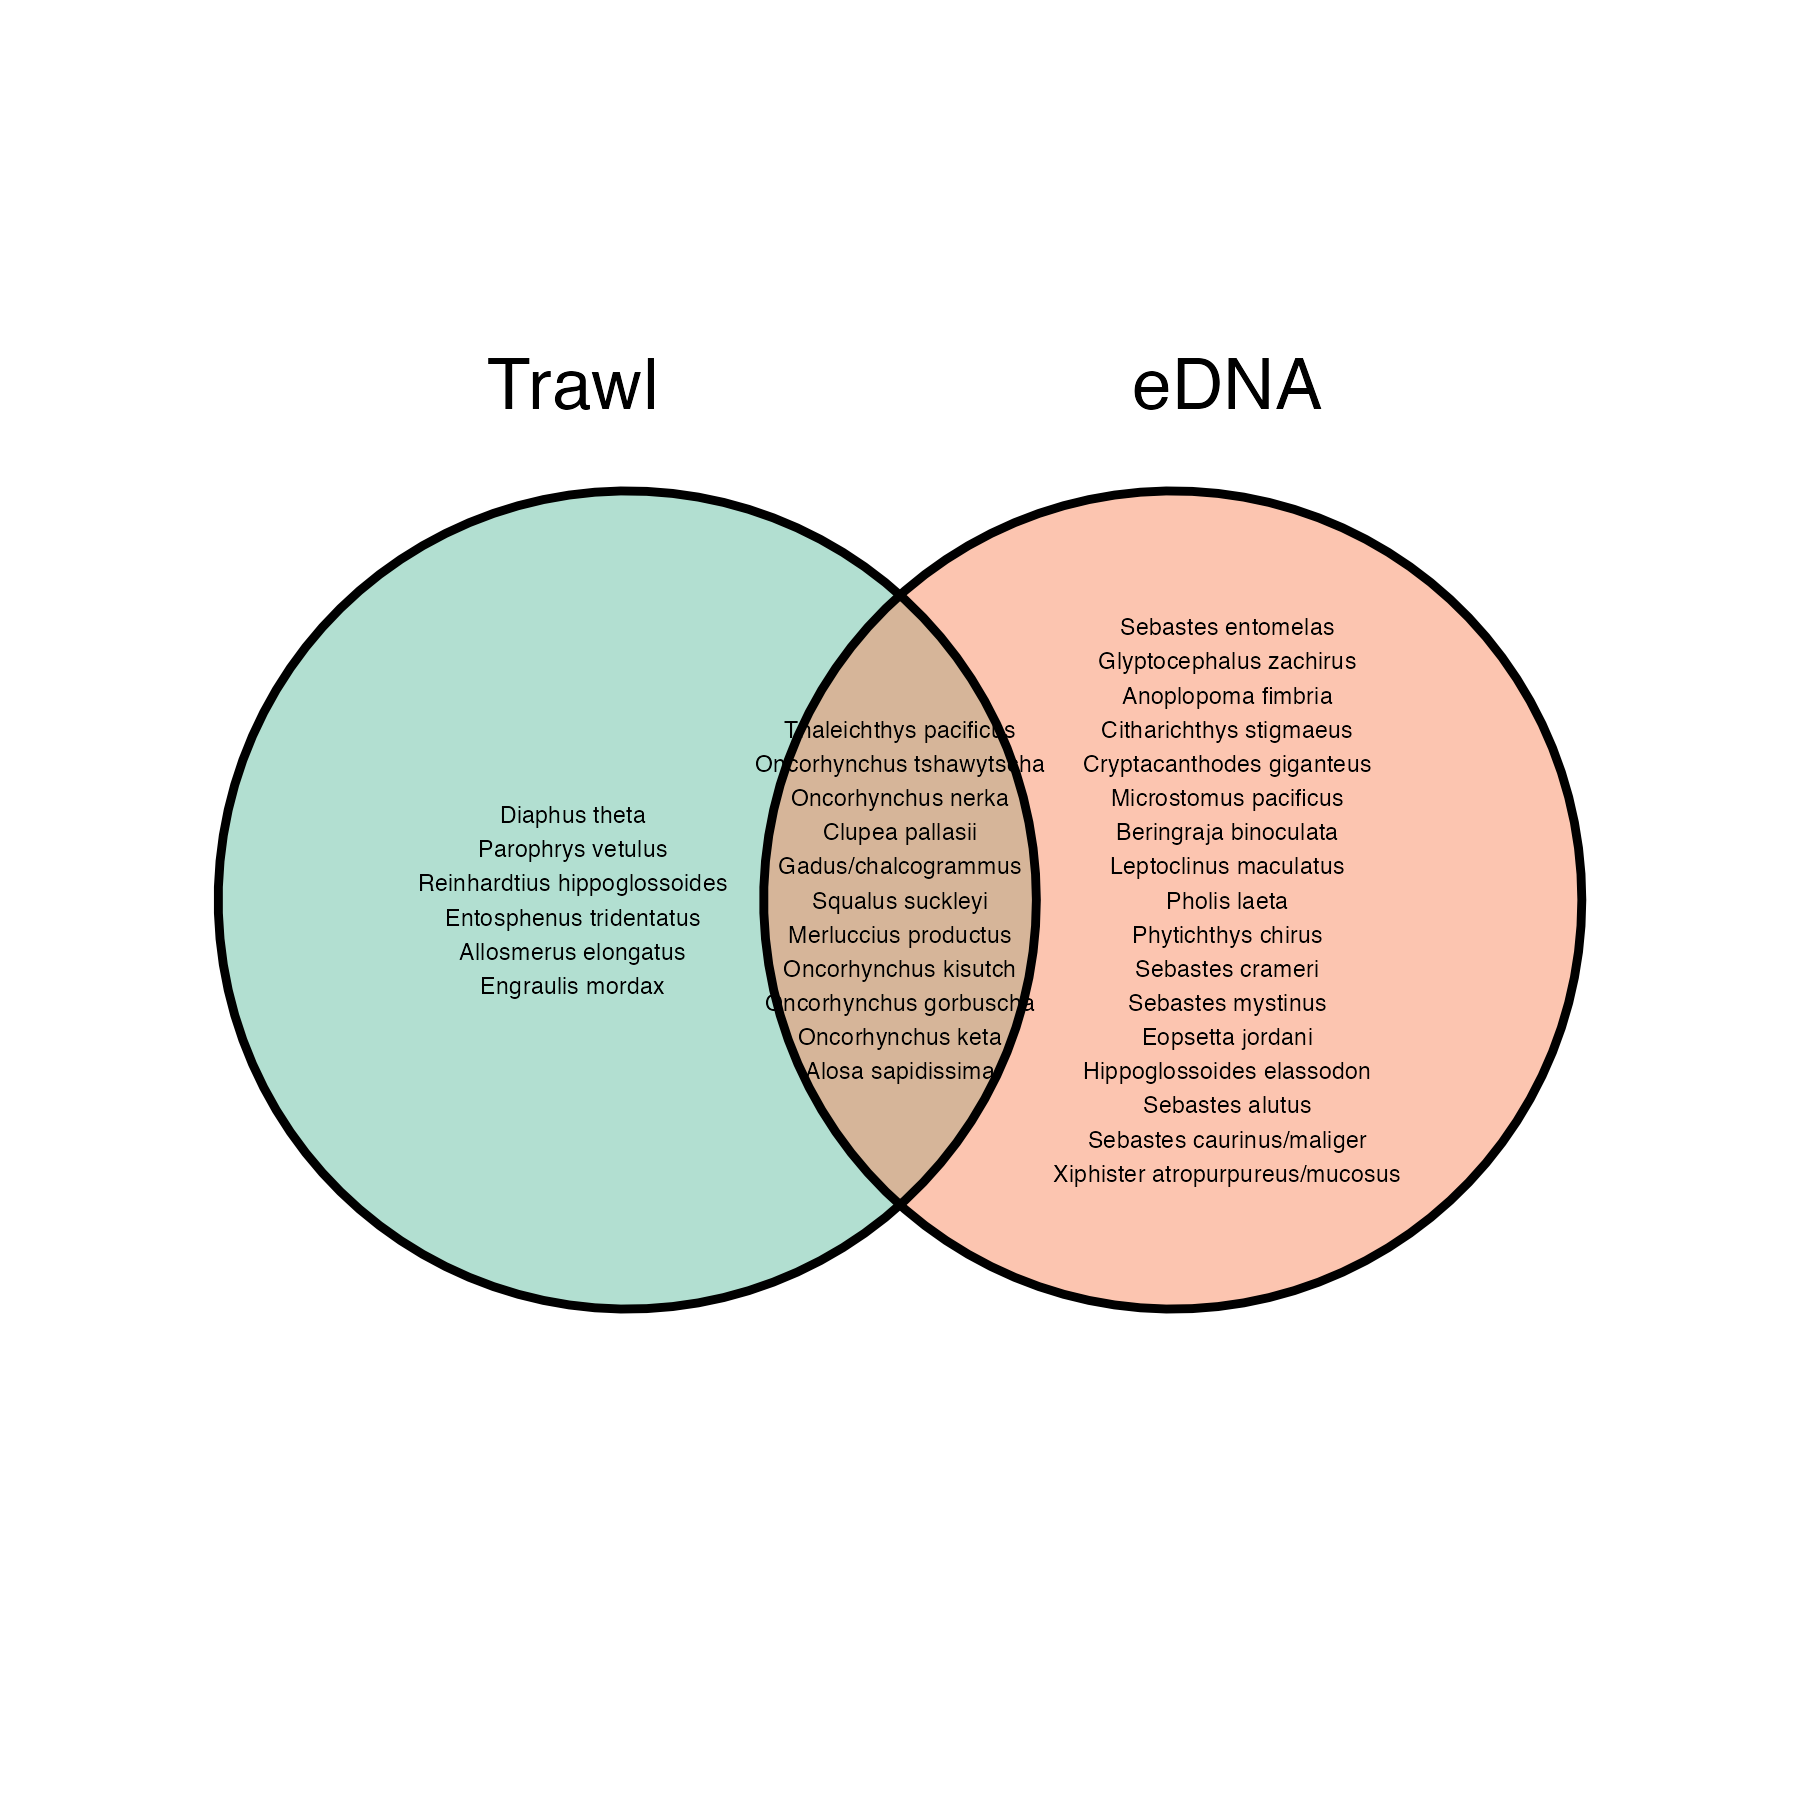 Trawl
eDNA
Diaphus theta
Parophrys vetulus
Reinhardtius hippoglossoides
Entosphenus tridentatus
Allosmerus elongatus
Engraulis mordax
Thaleichthys pacificus
Oncorhynchus tshawytscha
Oncorhynchus nerka
Clupea pallasii
Gadus/chalcogrammus
Squalus suckleyi
Merluccius productus
Oncorhynchus kisutch
Oncorhynchus gorbuscha
Oncorhynchus keta
Alosa sapidissima
Sebastes entomelas
Glyptocephalus zachirus
Anoplopoma fimbria
Citharichthys stigmaeus
Cryptacanthodes giganteus
Microstomus pacificus
Beringraja binoculata
Leptoclinus maculatus
Pholis laeta
Phytichthys chirus
Sebastes crameri
Sebastes mystinus
Eopsetta jordani
Hippoglossoides elassodon
Sebastes alutus
Sebastes caurinus/maliger
Xiphister atropurpureus/mucosus